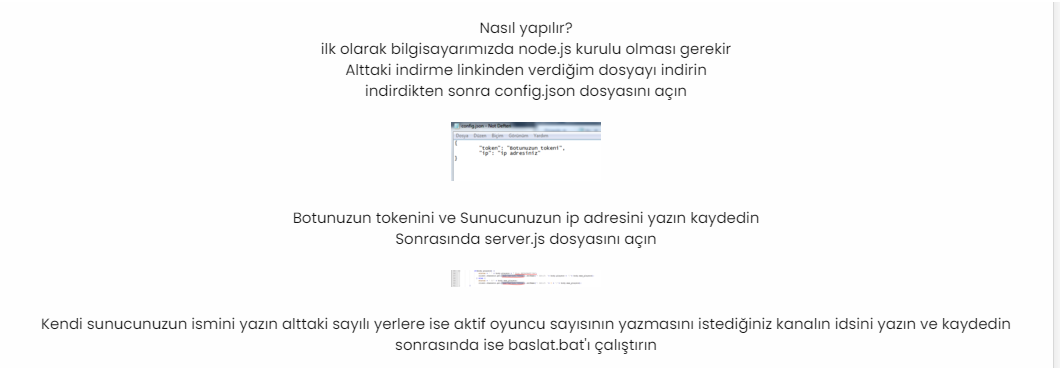 Nasıl yapılır?
ilk olarak bilgisayarımızda node.js kurulu olması gerekir
Alttaki indirme linkinden verdiğim dosyayı indirin
indirdikten sonra config.json dosyasını açın
config.json - Not Defteri
Dosya Düzen Biçim Görünüm Yardım
{
"token": "Botunuzun tokeni",
"ip": "ip adresiniz"
}
Botunuzun tokenini ve Sunucunuzun ip adresini yazın kaydedin
Sonrasında server.js dosyasını açın
Kendi sunucunuzun ismini yazın alttaki sayılı yerlere ise aktif oyuncu sayısının yazmasını istediğiniz kanalın idsini yazın ve kaydedin
sonrasında ise baslat.bat'ı çalıştırın